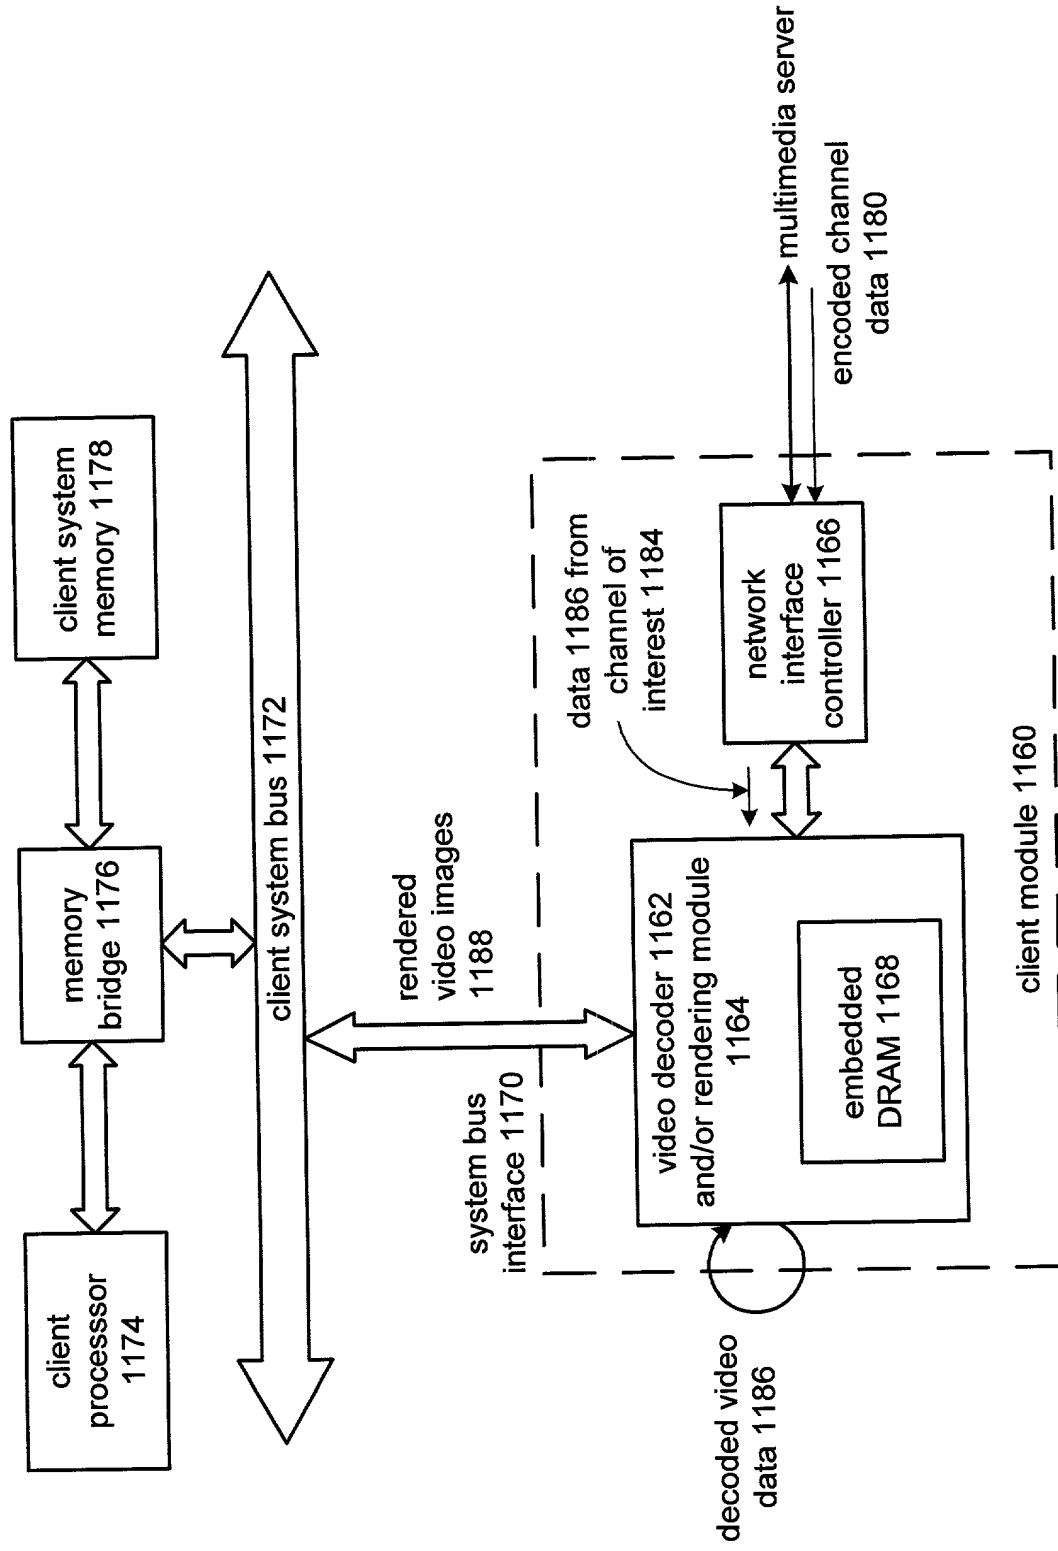 client
processsor
1174
memory
bridge 1176
client system
memory 1178
client system bus 1172
system bus
interface 1170
rendered
video images
1188
decoded video
data 1186
video decoder 1162
and/or rendering module
1164
embedded
DRAM 1168
data 1186 from
channel of
interest 1184
network
interface
controller 1166
multimedia server
encoded channel
data 1180
client module 1160